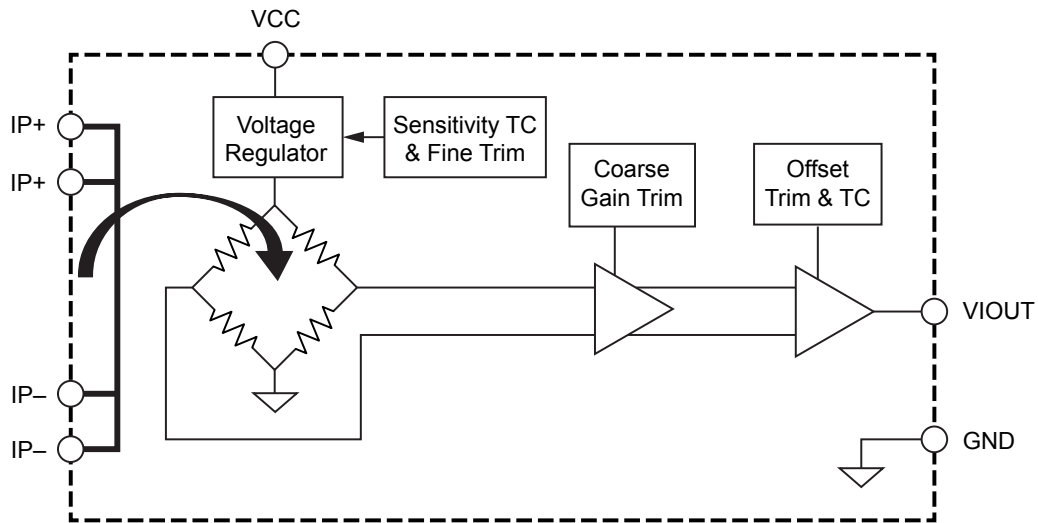 VCC
IP+
IP+
Voltage
Regulator
Sensitivity TC
& Fine Trim
Coarse
Gain Trim
Offset
Trim & TC
VIOUT
IP–
IP–
GND